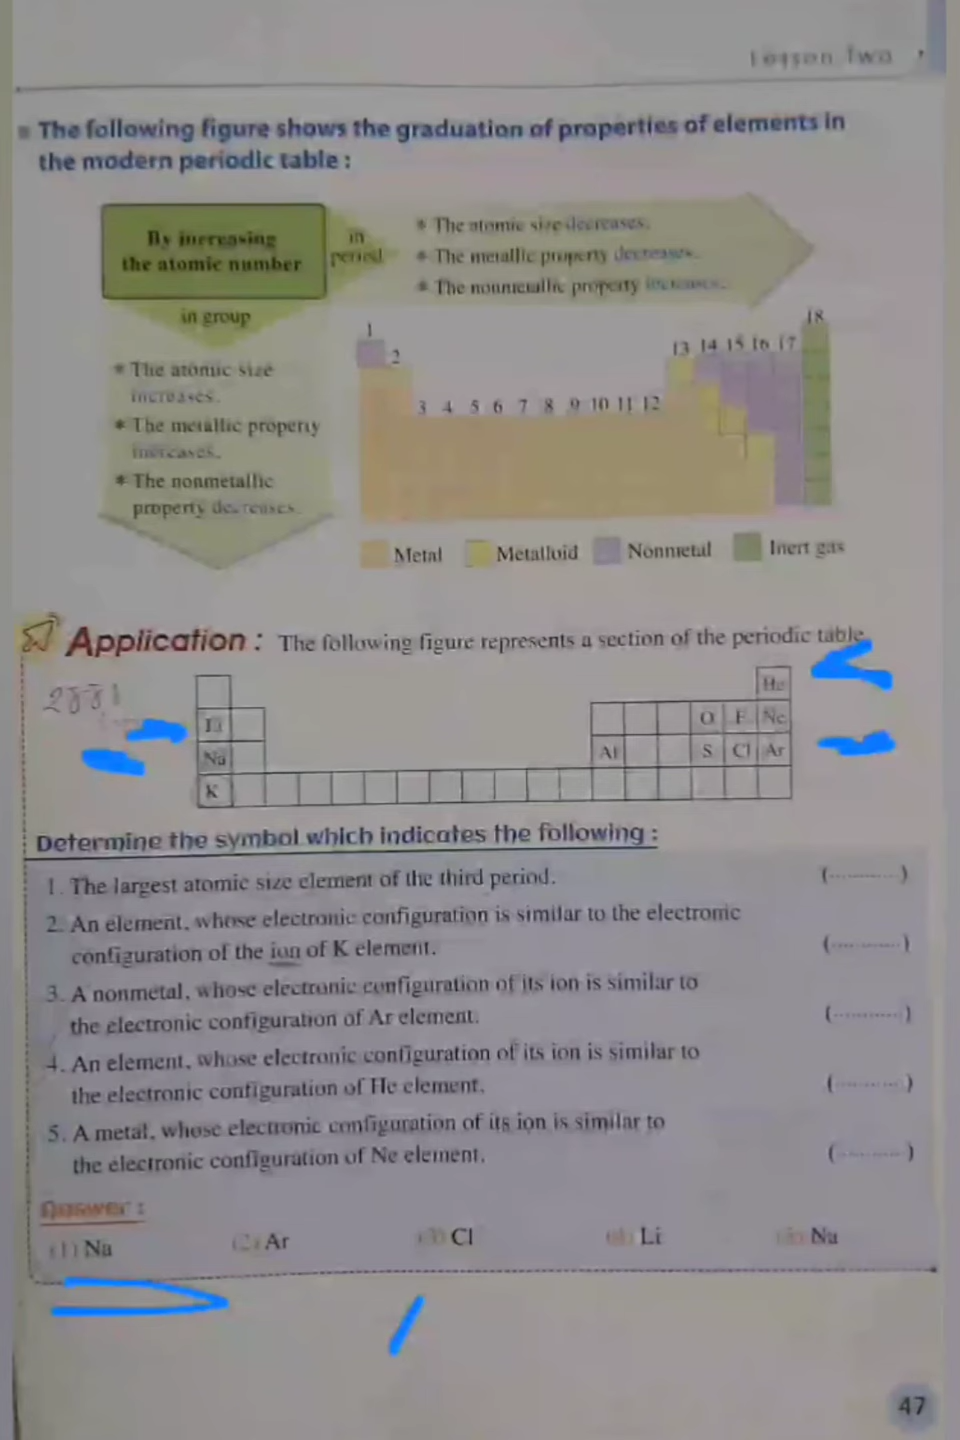 Lesson Two
The following figure shows the graduation of properties of elements in
the modern periodic table :
By increasing
the atomic number
in
period
* The atomic size decreases.
* The metallic property decreases.
* The nonmetallic property increases.
in group
* The atomic size
increases.
* The metallic property
increases.
* The nonmetallic
property decreases.
1
2
3 4 5 6 7 8 9 10 11 12
13 14 15 16 17
18
Metal
Metalloid
Nonmetal
Inert gas
Application : The following figure represents a section of the periodic table
He
Li
O F Ne
Na
Al S Cl Ar
K
Determine the symbol which indicates the following :
1. The largest atomic size element of the third period. (............)
2. An element, whose electronic configuration is similar to the electronic
configuration of the ion of K element. (............)
3. A nonmetal, whose electronic configuration of its ion is similar to
the electronic configuration of Ar element. (............)
4. An element, whose electronic configuration of its ion is similar to
the electronic configuration of He element. (............)
5. A metal, whose electronic configuration of its ion is similar to
the electronic configuration of Ne element. (............)
Answer :
(1) Na (2) Ar (3) Cl (4) Li (5) Na
47